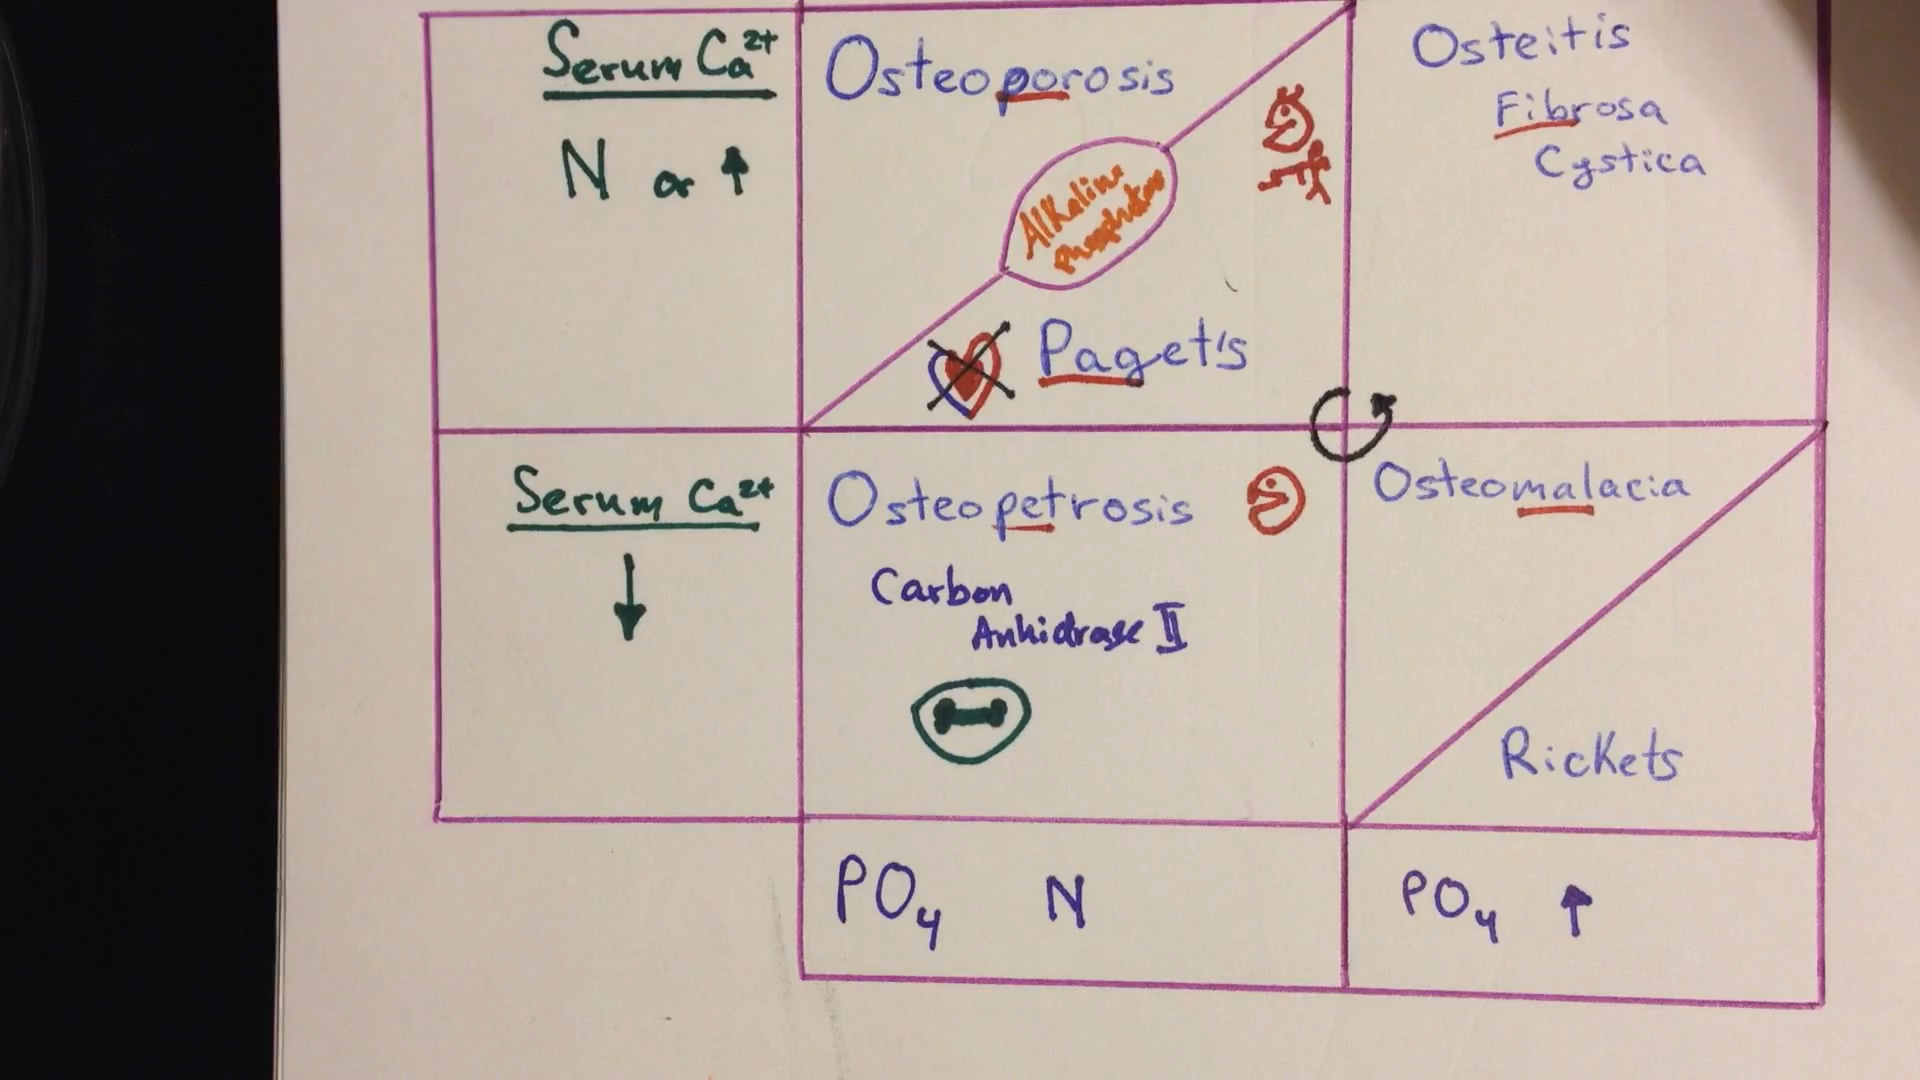 Serum Ca²⁺
N or ↑
Osteoporosis
Alkaline
Paget's
Osteitis
Fibrosa
Cystica
Serum Ca²⁺
↓
Osteopetrosis
Carbon
Anhidrase II
Osteomalacia
Rickets
PO₄ N
PO₄ ↑